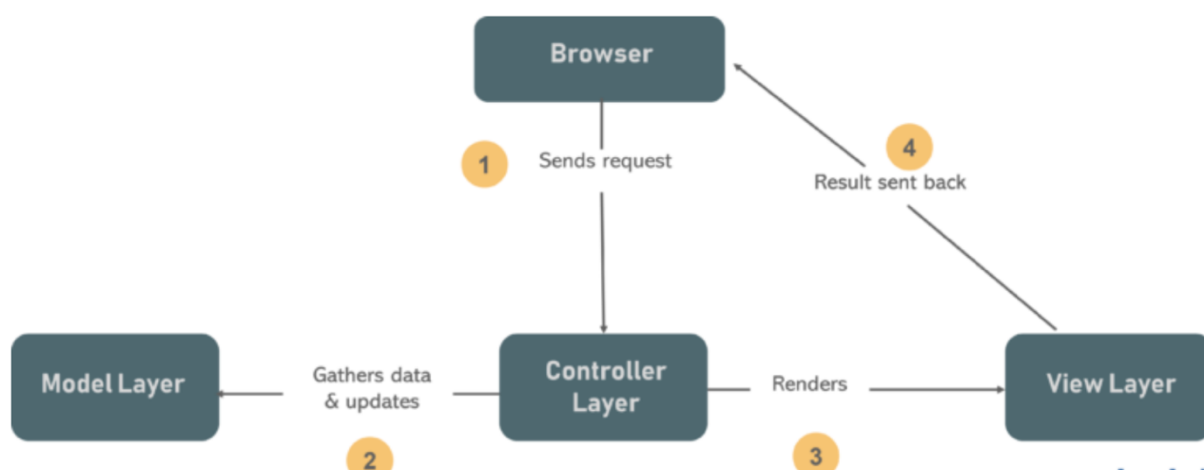 Browser
1
Sends request
4
Result sent back
Model Layer
Gathers data
& updates
2
Controller
Layer
Renders
3
View Layer